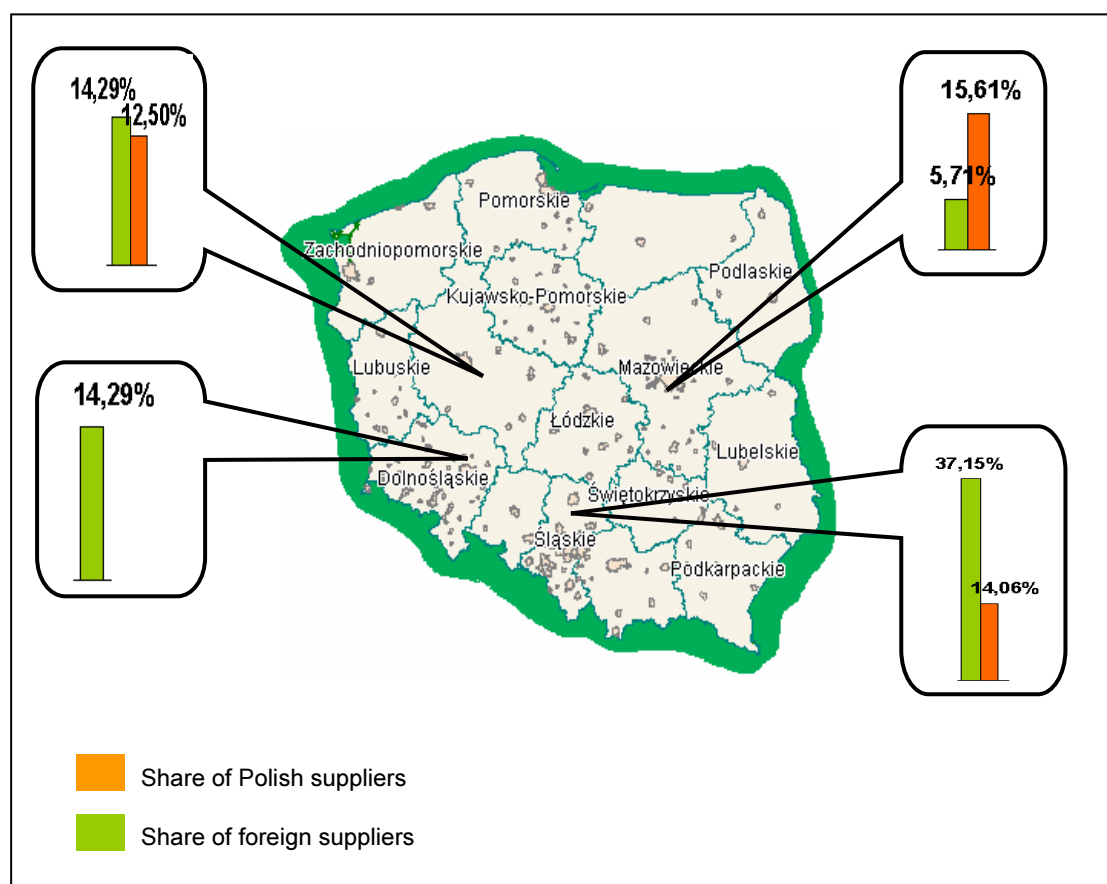 14,29%
12,50%
15,61%
5,71%
Pomorskie
Zachodniopomorskie
Podlaskie
Kujawsko-Pomorskie
Lubuskie
Mazowieckie
14,29%
Łódzkie
Lubelskie
37,15%
Dolnośląskie
Świętokrzyskie
Śląskie
Podkarpackie
14,06%
Share of Polish suppliers
Share of foreign suppliers